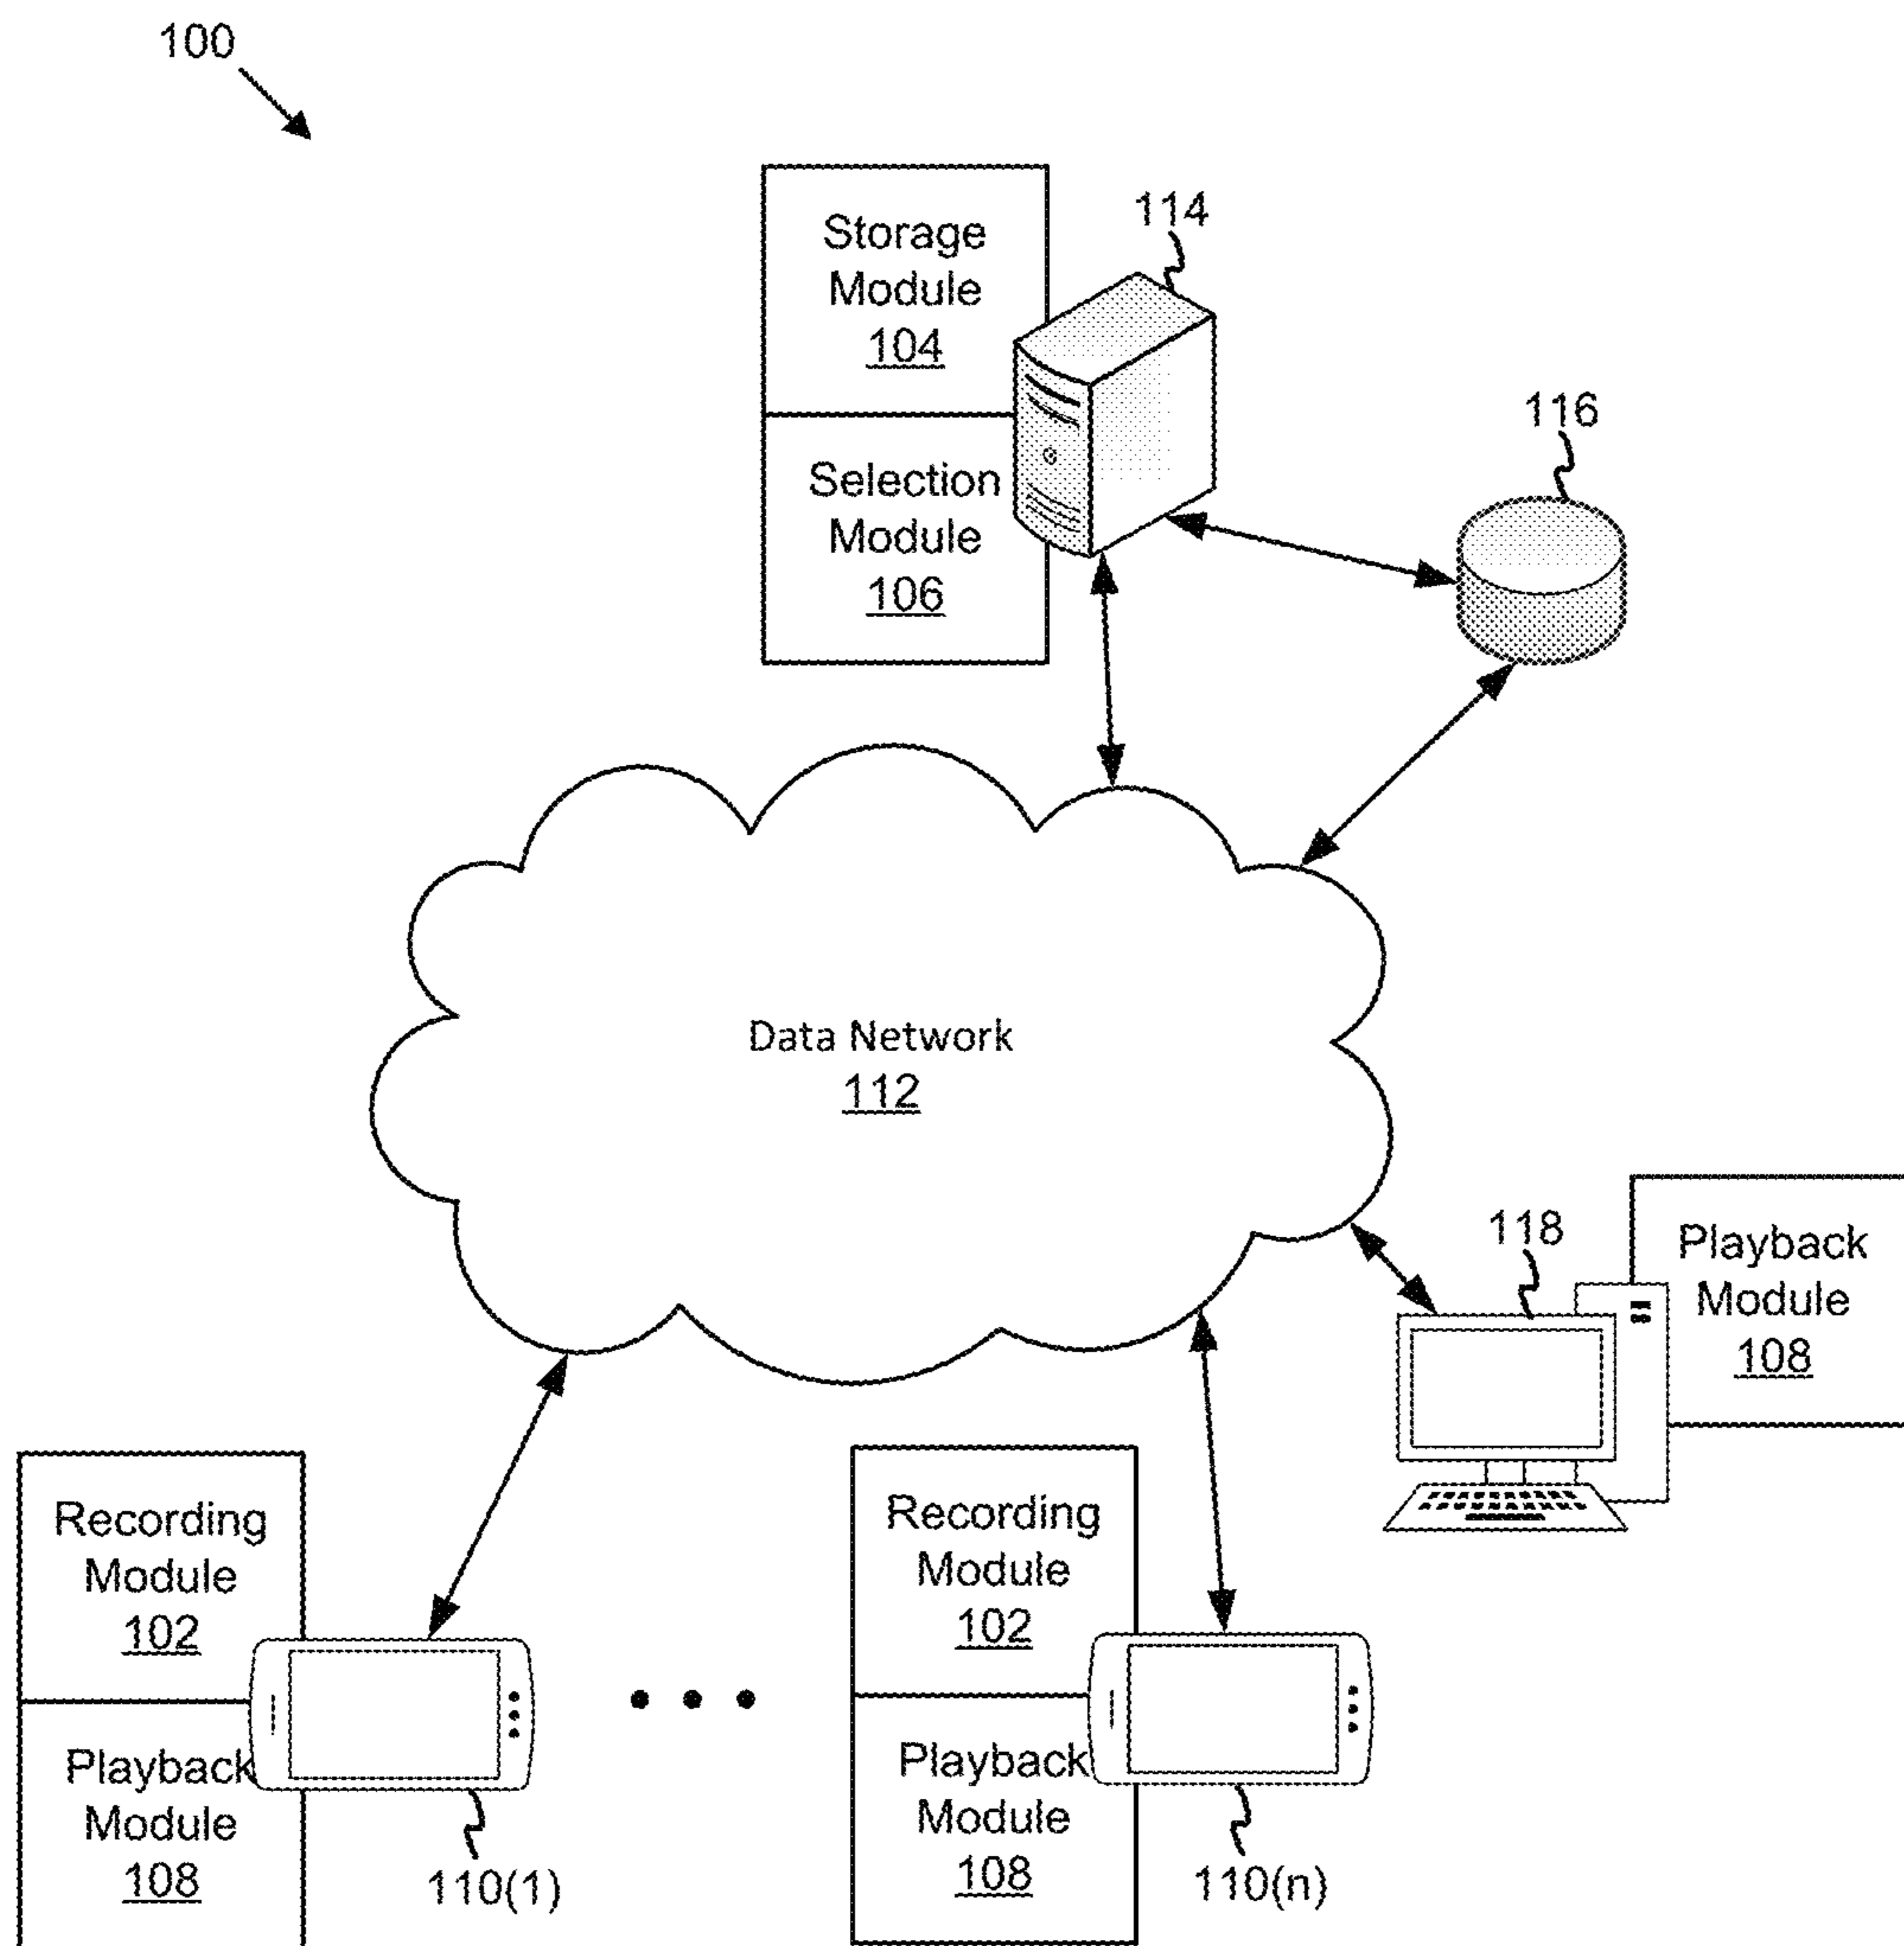 100
Storage
Module
104
114
Selection
Module
106
116
Data Network
112
118
Playback
Module
108
Recording
Module
102
Playback
Module
108
110(1)
Recording
Module
102
Playback
Module
108
110(n)